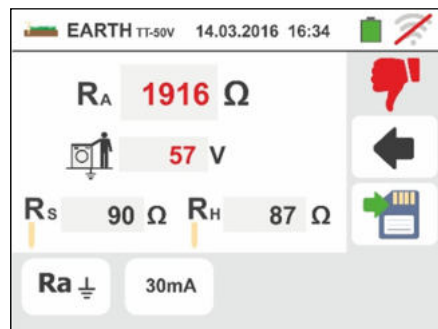 EARTH TT-50V 14.03.2016 16:34
RA 1916 Ω
57 V
RS 90 Ω RH 87 Ω
Ra 30mA